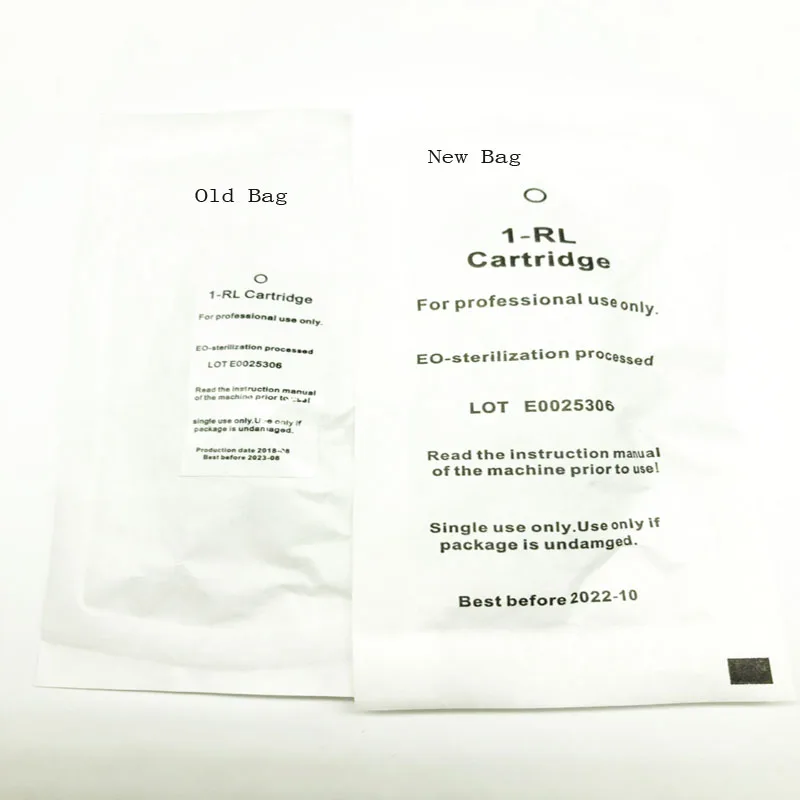 Old Bag
1-RL Cartridge
For professional use only.
EO-sterilization processed
LOT E0025306
Read the instruction manual
of the machine prior to
single use only.Use only if
package is undamaged.
Production date 2018-08
Best before 2023-08
New Bag
1-RL
Cartridge
For professional use only.
EO-sterilization processed
LOT E0025306
Read the instruction manual
of the machine prior to use!
Single use only.Use only if
package is undamged.
Best before 2022-10